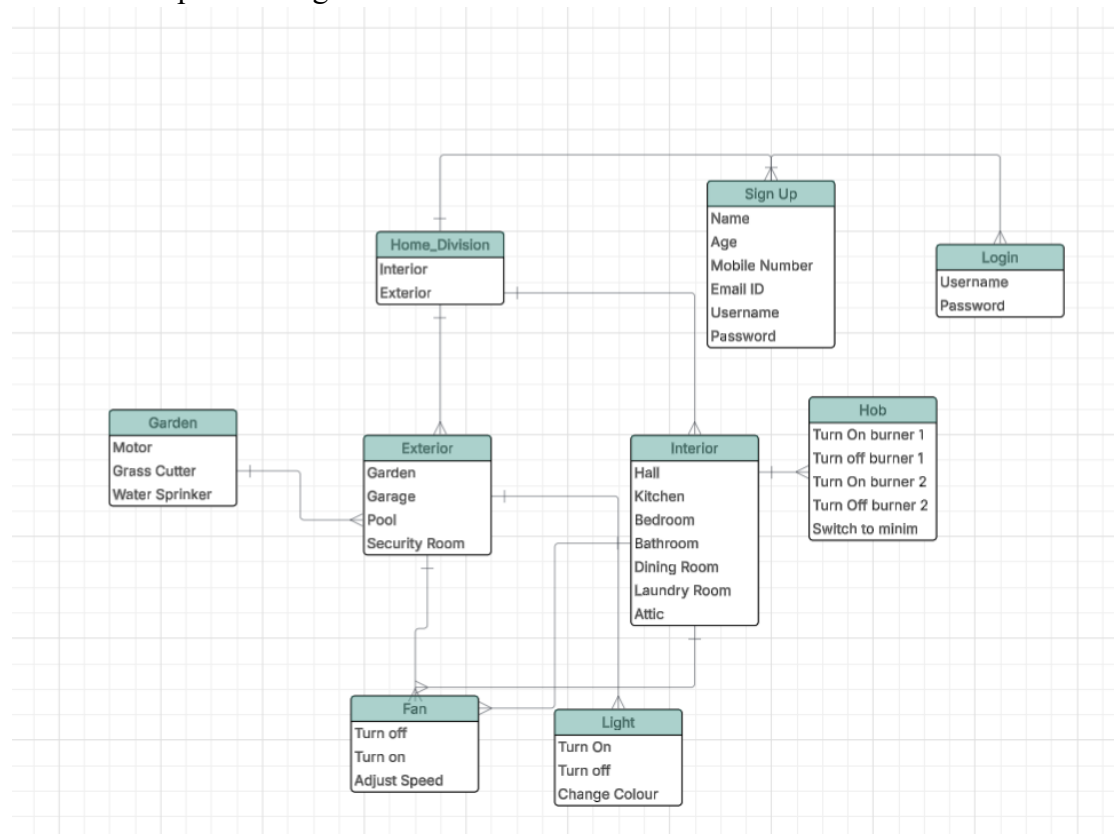 Sign Up
Name
Age
Mobile Number
Email ID
Username
Password
Home_Division
Interior
Exterior
Login
Username
Password
Garden
Motor
Grass Cutter
Water Sprinker
Exterior
Garden
Garage
Pool
Security Room
Interior
Hall
Kitchen
Bedroom
Bathroom
Dining Room
Laundry Room
Attic
Hob
Turn On burner 1
Turn off burner 1
Turn On burner 2
Turn Off burner 2
Switch to minim
Fan
Turn off
Turn on
Adjust Speed
Light
Turn On
Turn off
Change Colour